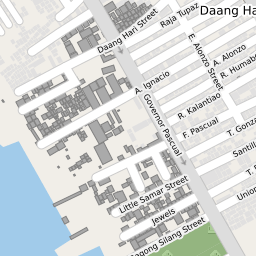 Daang Ha
Raja Tupaz
Daang Hari Street
E. Alonzo Street
A. Alonzo
R. Humabo
A. Ignacio
Governor Pascual
R. Kalantiao
F. Pascual
T. Gonza
Santilla
T. B
Union
Little Samar Street
Jewels
Bagong Silang Street